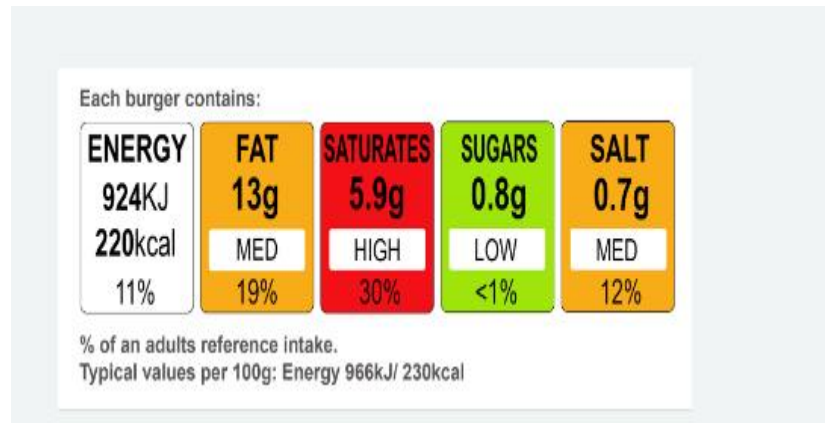 Each burger contains:
ENERGY FAT SATURATES SUGARS SALT
924KJ 13g 5.9g 0.8g 0.7g
220kcal MED HIGH LOW MED
11% 19% 30% <1% 12%
% of an adults reference intake.
Typical values per 100g: Energy 966kJ/ 230kcal